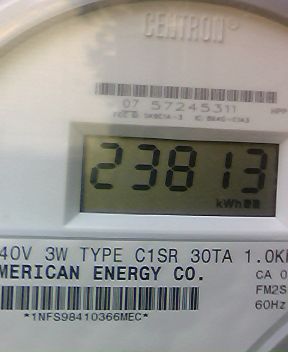 CENTRON®
07 57245311
23813
kWh
40V 3W TYPE C1SR 30TA 1.0K
MERICAN ENERGY CO.
CA 0
FM2S
60Hz
*1NFS98410366MEC*